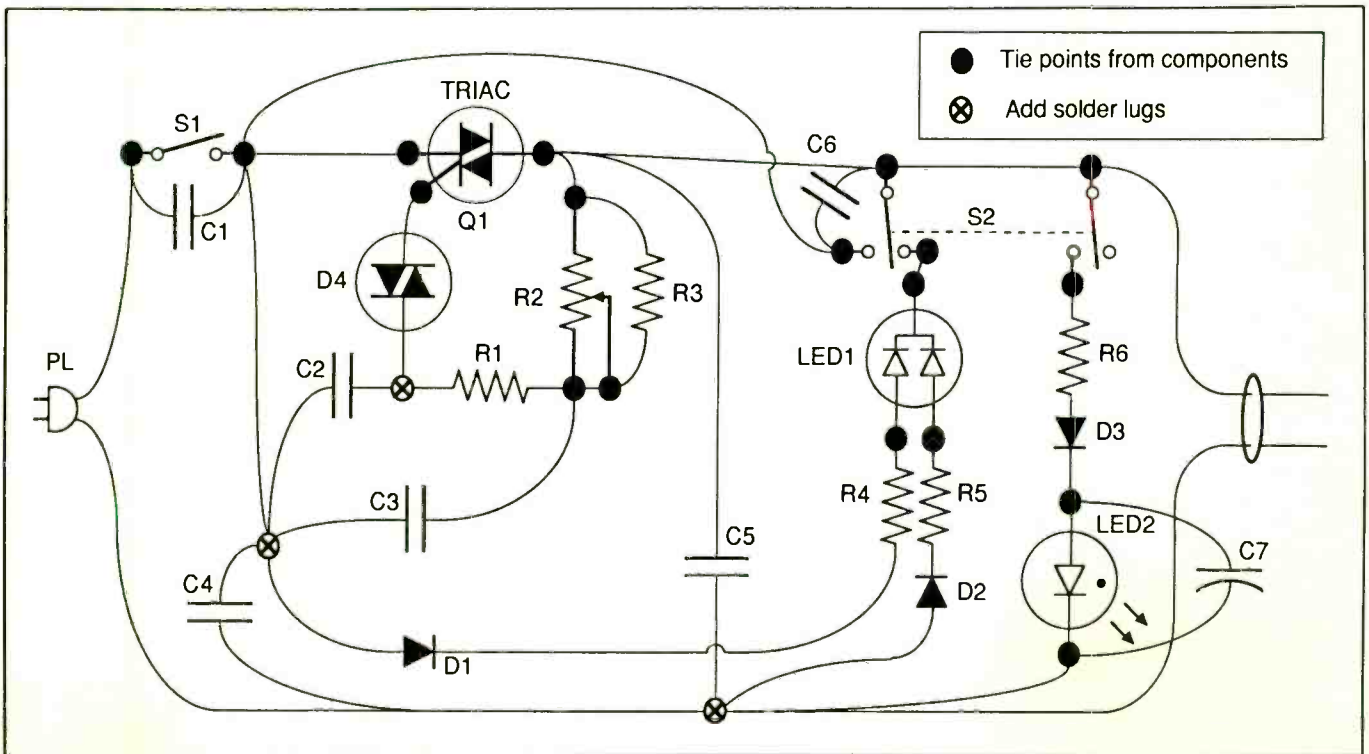 Tie points from components
Add solder lugs
TRIAC
S1
C6
C1
Q1
S2
D4
R2
R3
PL
C2
R1
LED1
R6
D3
C3
R4
R5
C5
LED2
C7
C4
D2
D1